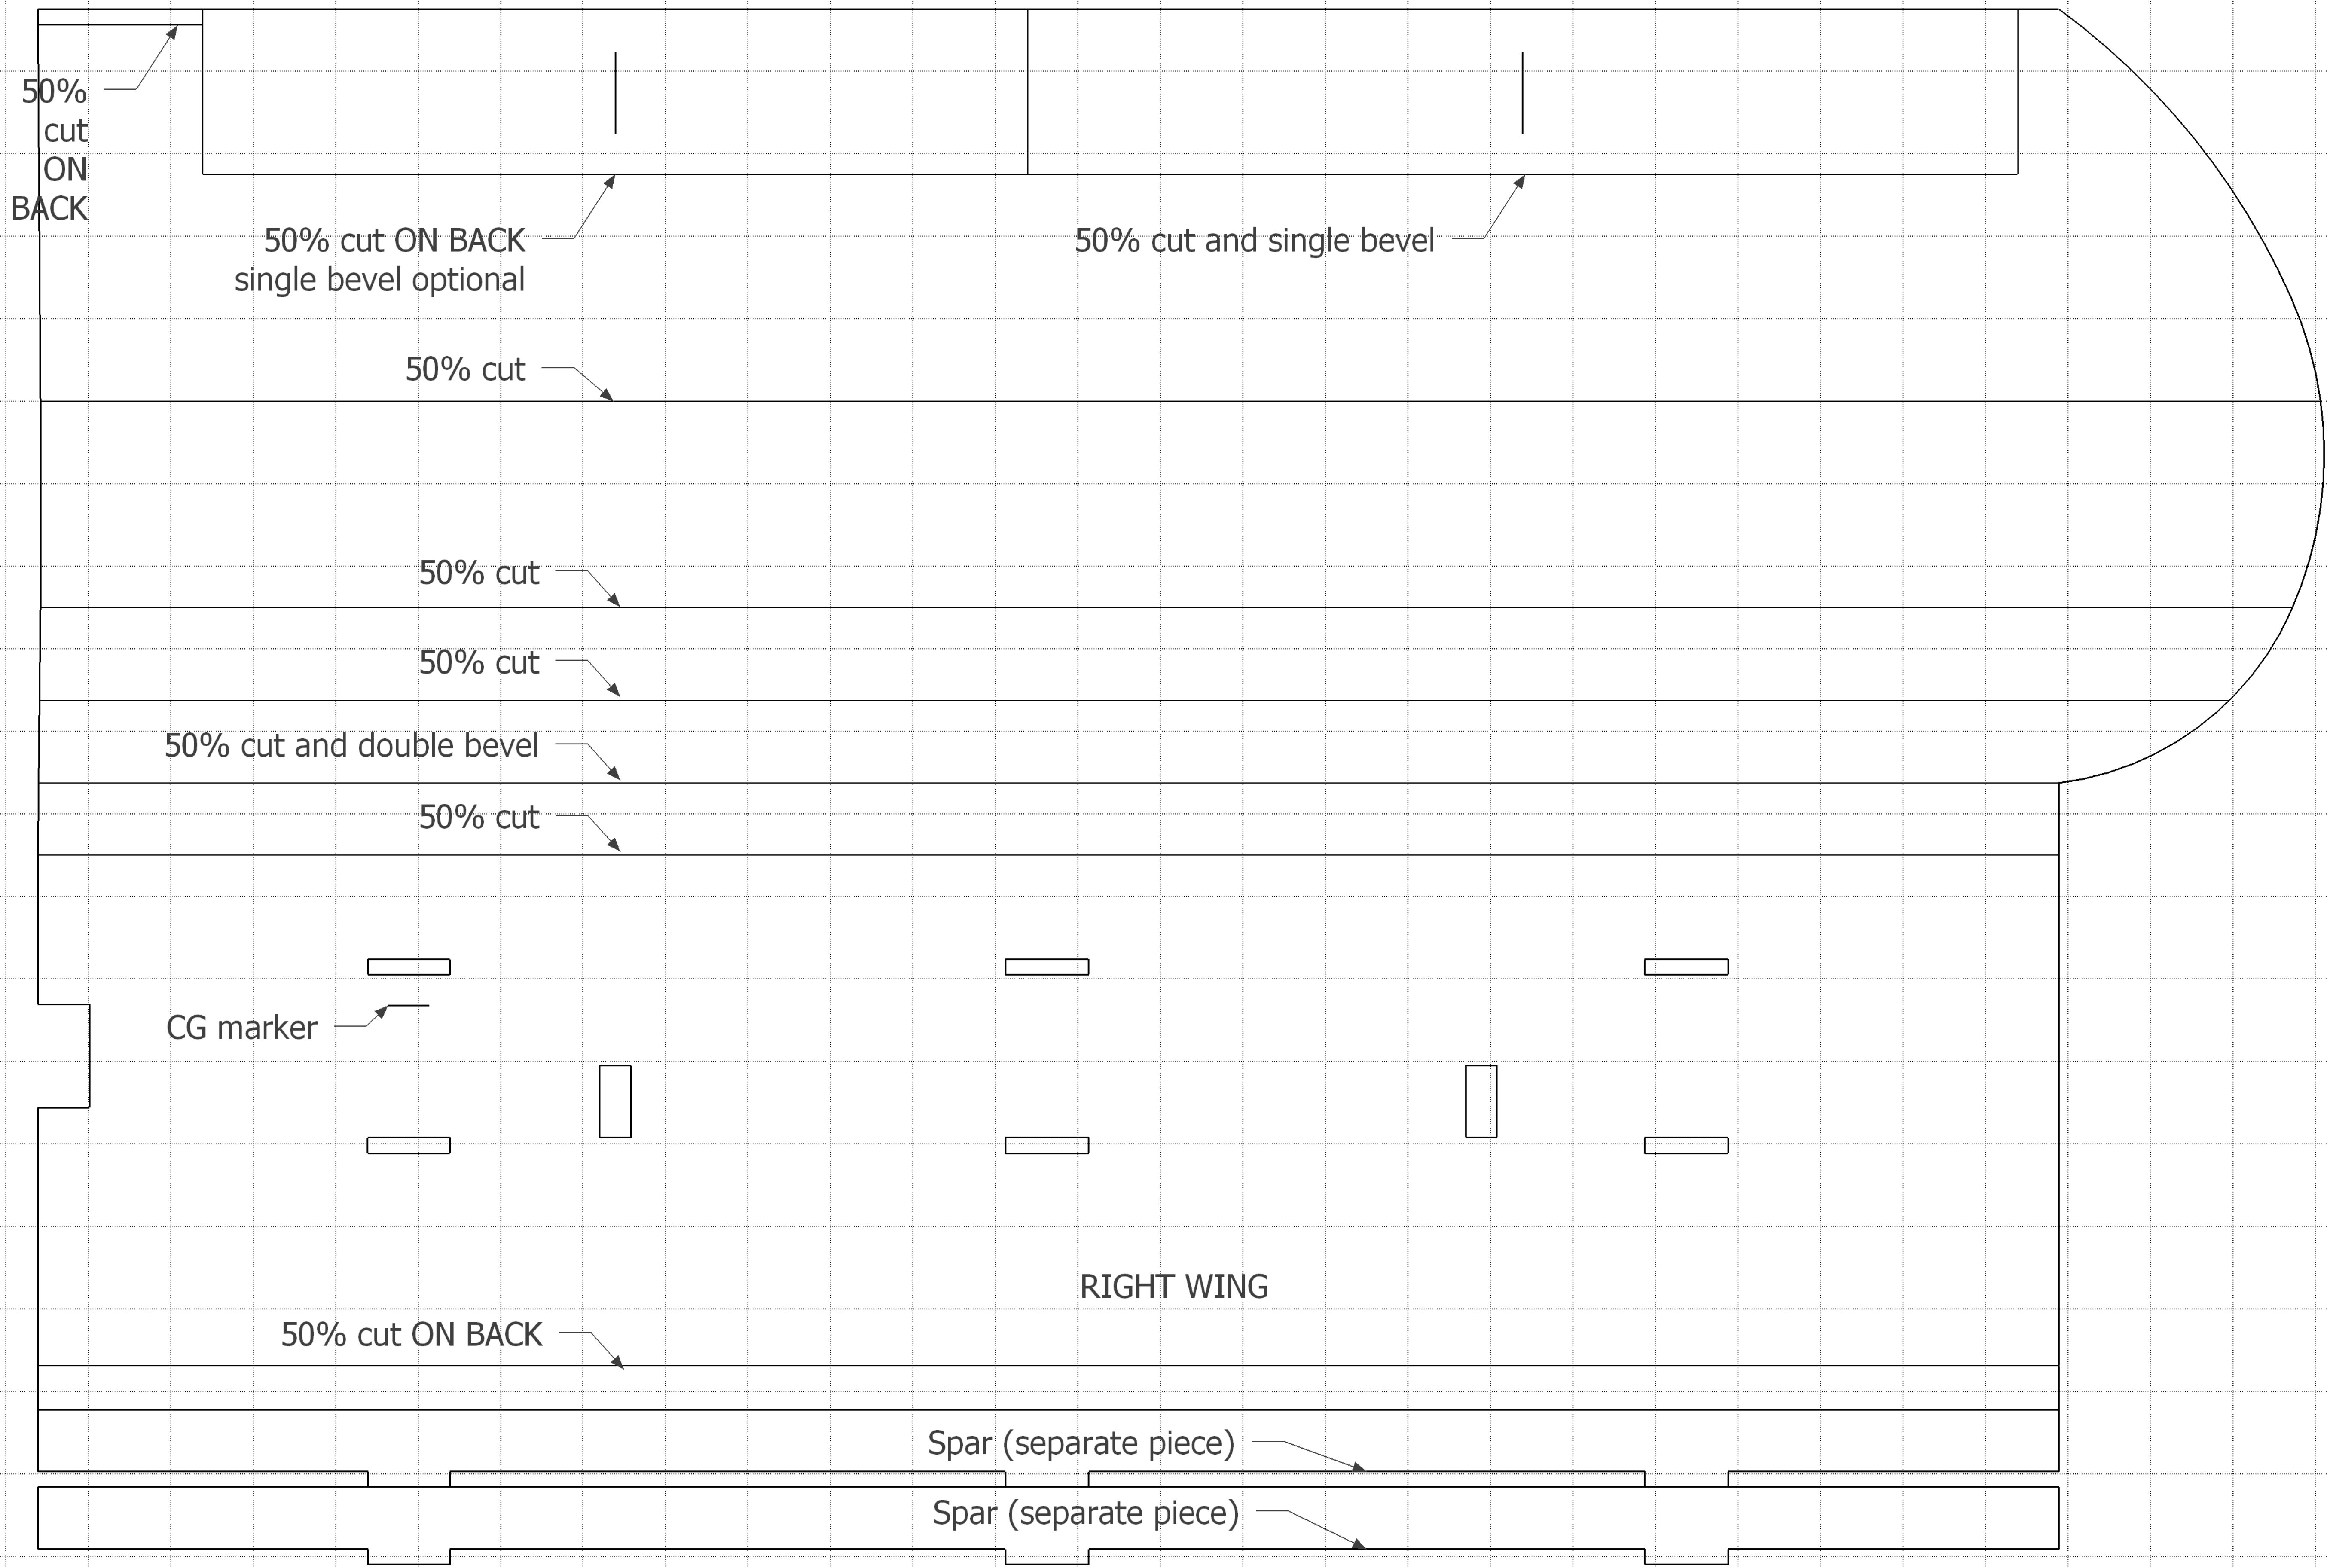 50%
cut
ON
BACK
50% cut ON BACK
single bevel optional
50% cut and single bevel
50% cut
50% cut
50% cut
50% cut and double bevel
50% cut
CG marker
RIGHT WING
50% cut ON BACK
Spar (separate piece)
Spar (separate piece)